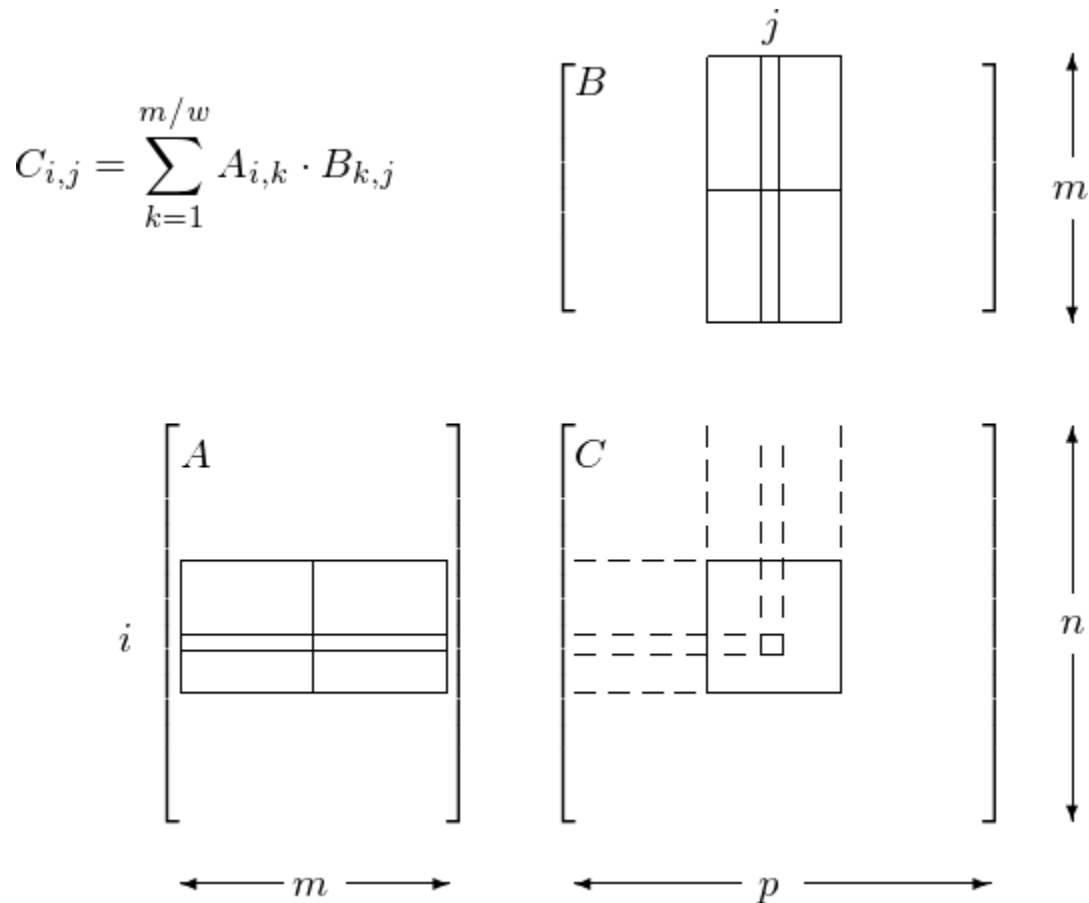 j
B
C_{i,j} = \sum_{k=1}^{m/w} A_{i,k} \cdot B_{k,j}
m
A
C
i
n
m
p